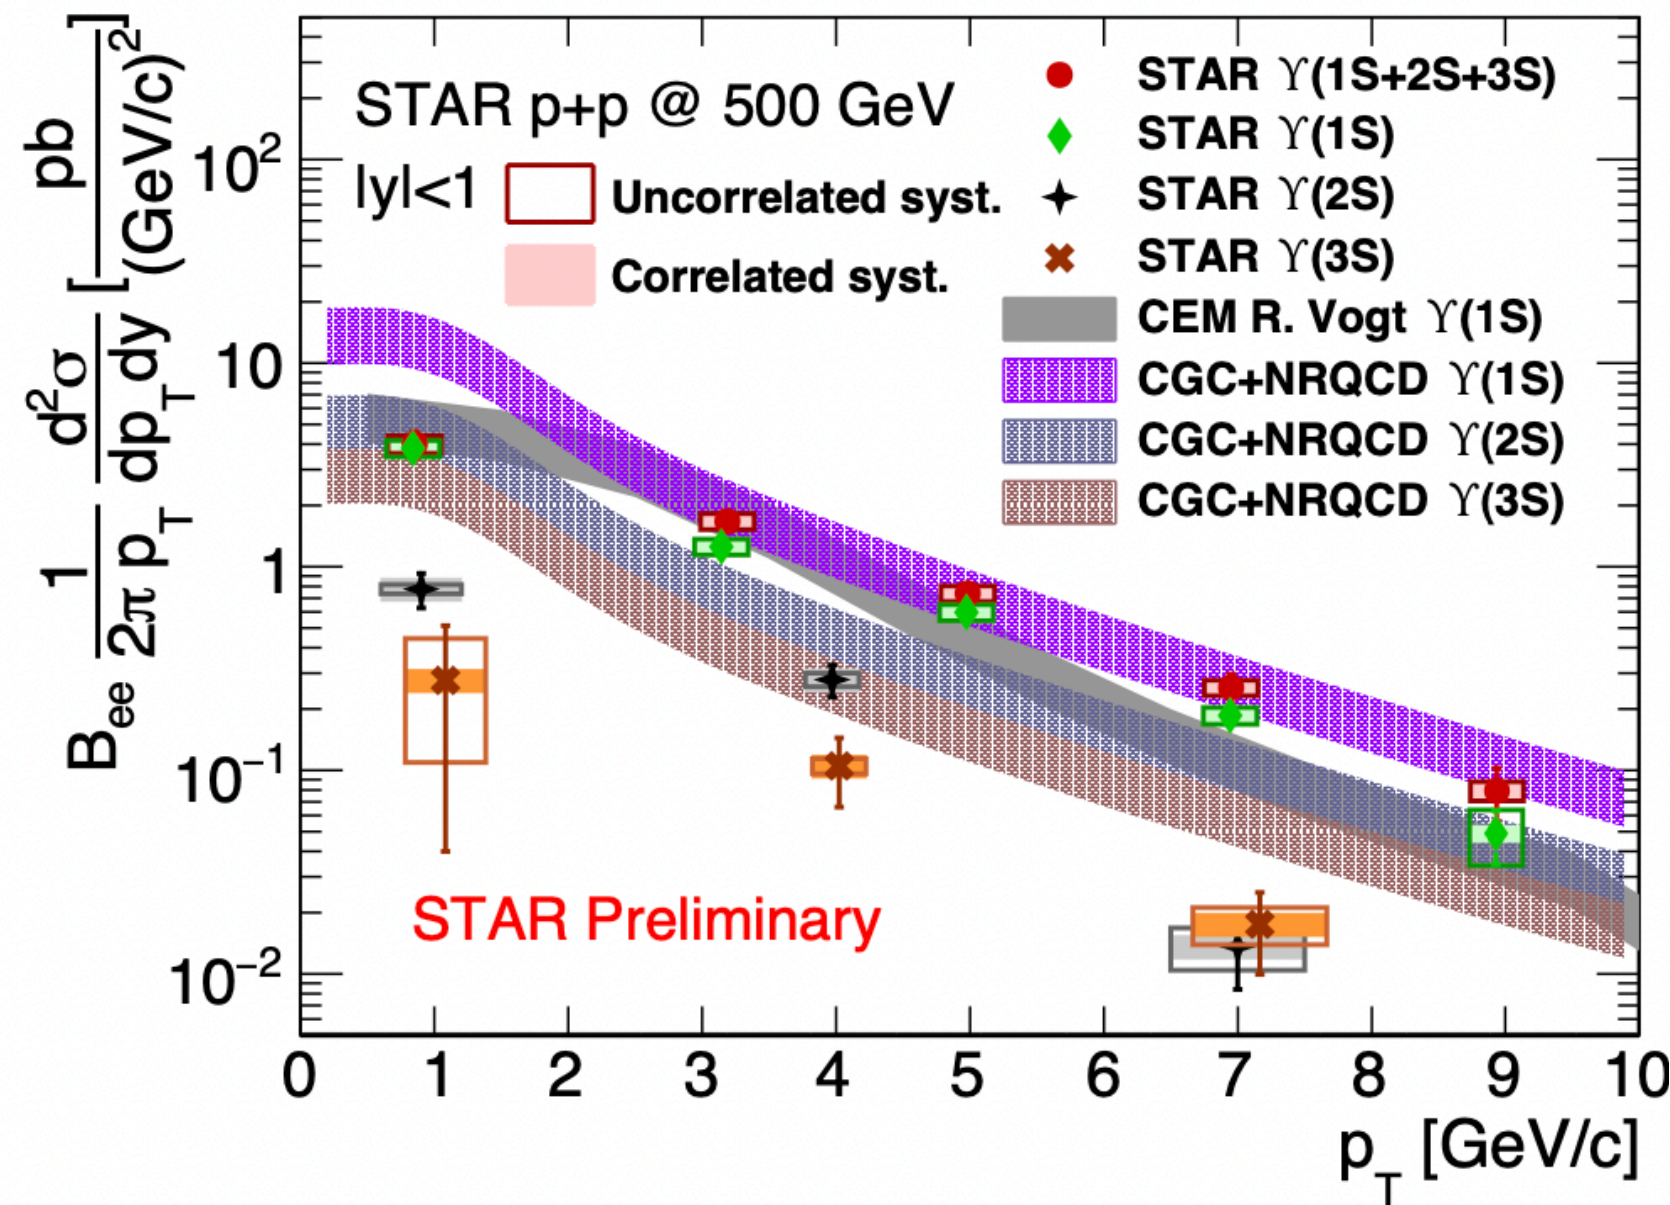 B_ee 1/(2π p_T) d²σ/(dp_T dy) [pb/(GeV/c)²]
STAR p+p @ 500 GeV
|y|<1
Uncorrelated syst.
Correlated syst.
STAR ϒ(1S+2S+3S)
STAR ϒ(1S)
STAR ϒ(2S)
STAR ϒ(3S)
CEM R. Vogt ϒ(1S)
CGC+NRQCD ϒ(1S)
CGC+NRQCD ϒ(2S)
CGC+NRQCD ϒ(3S)
10²
10
1
10⁻¹
10⁻²
STAR Preliminary
0 1 2 3 4 5 6 7 8 9 10
p_T [GeV/c]